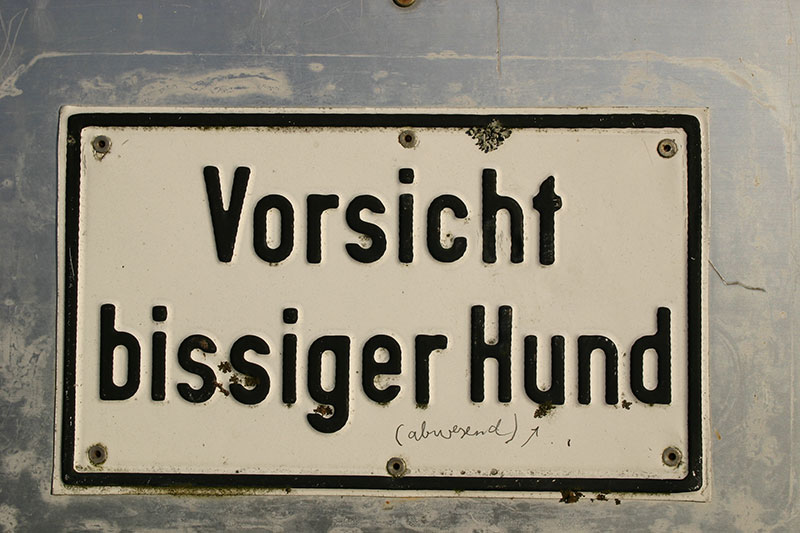 Vorsicht
bissiger Hund
(abwesend)